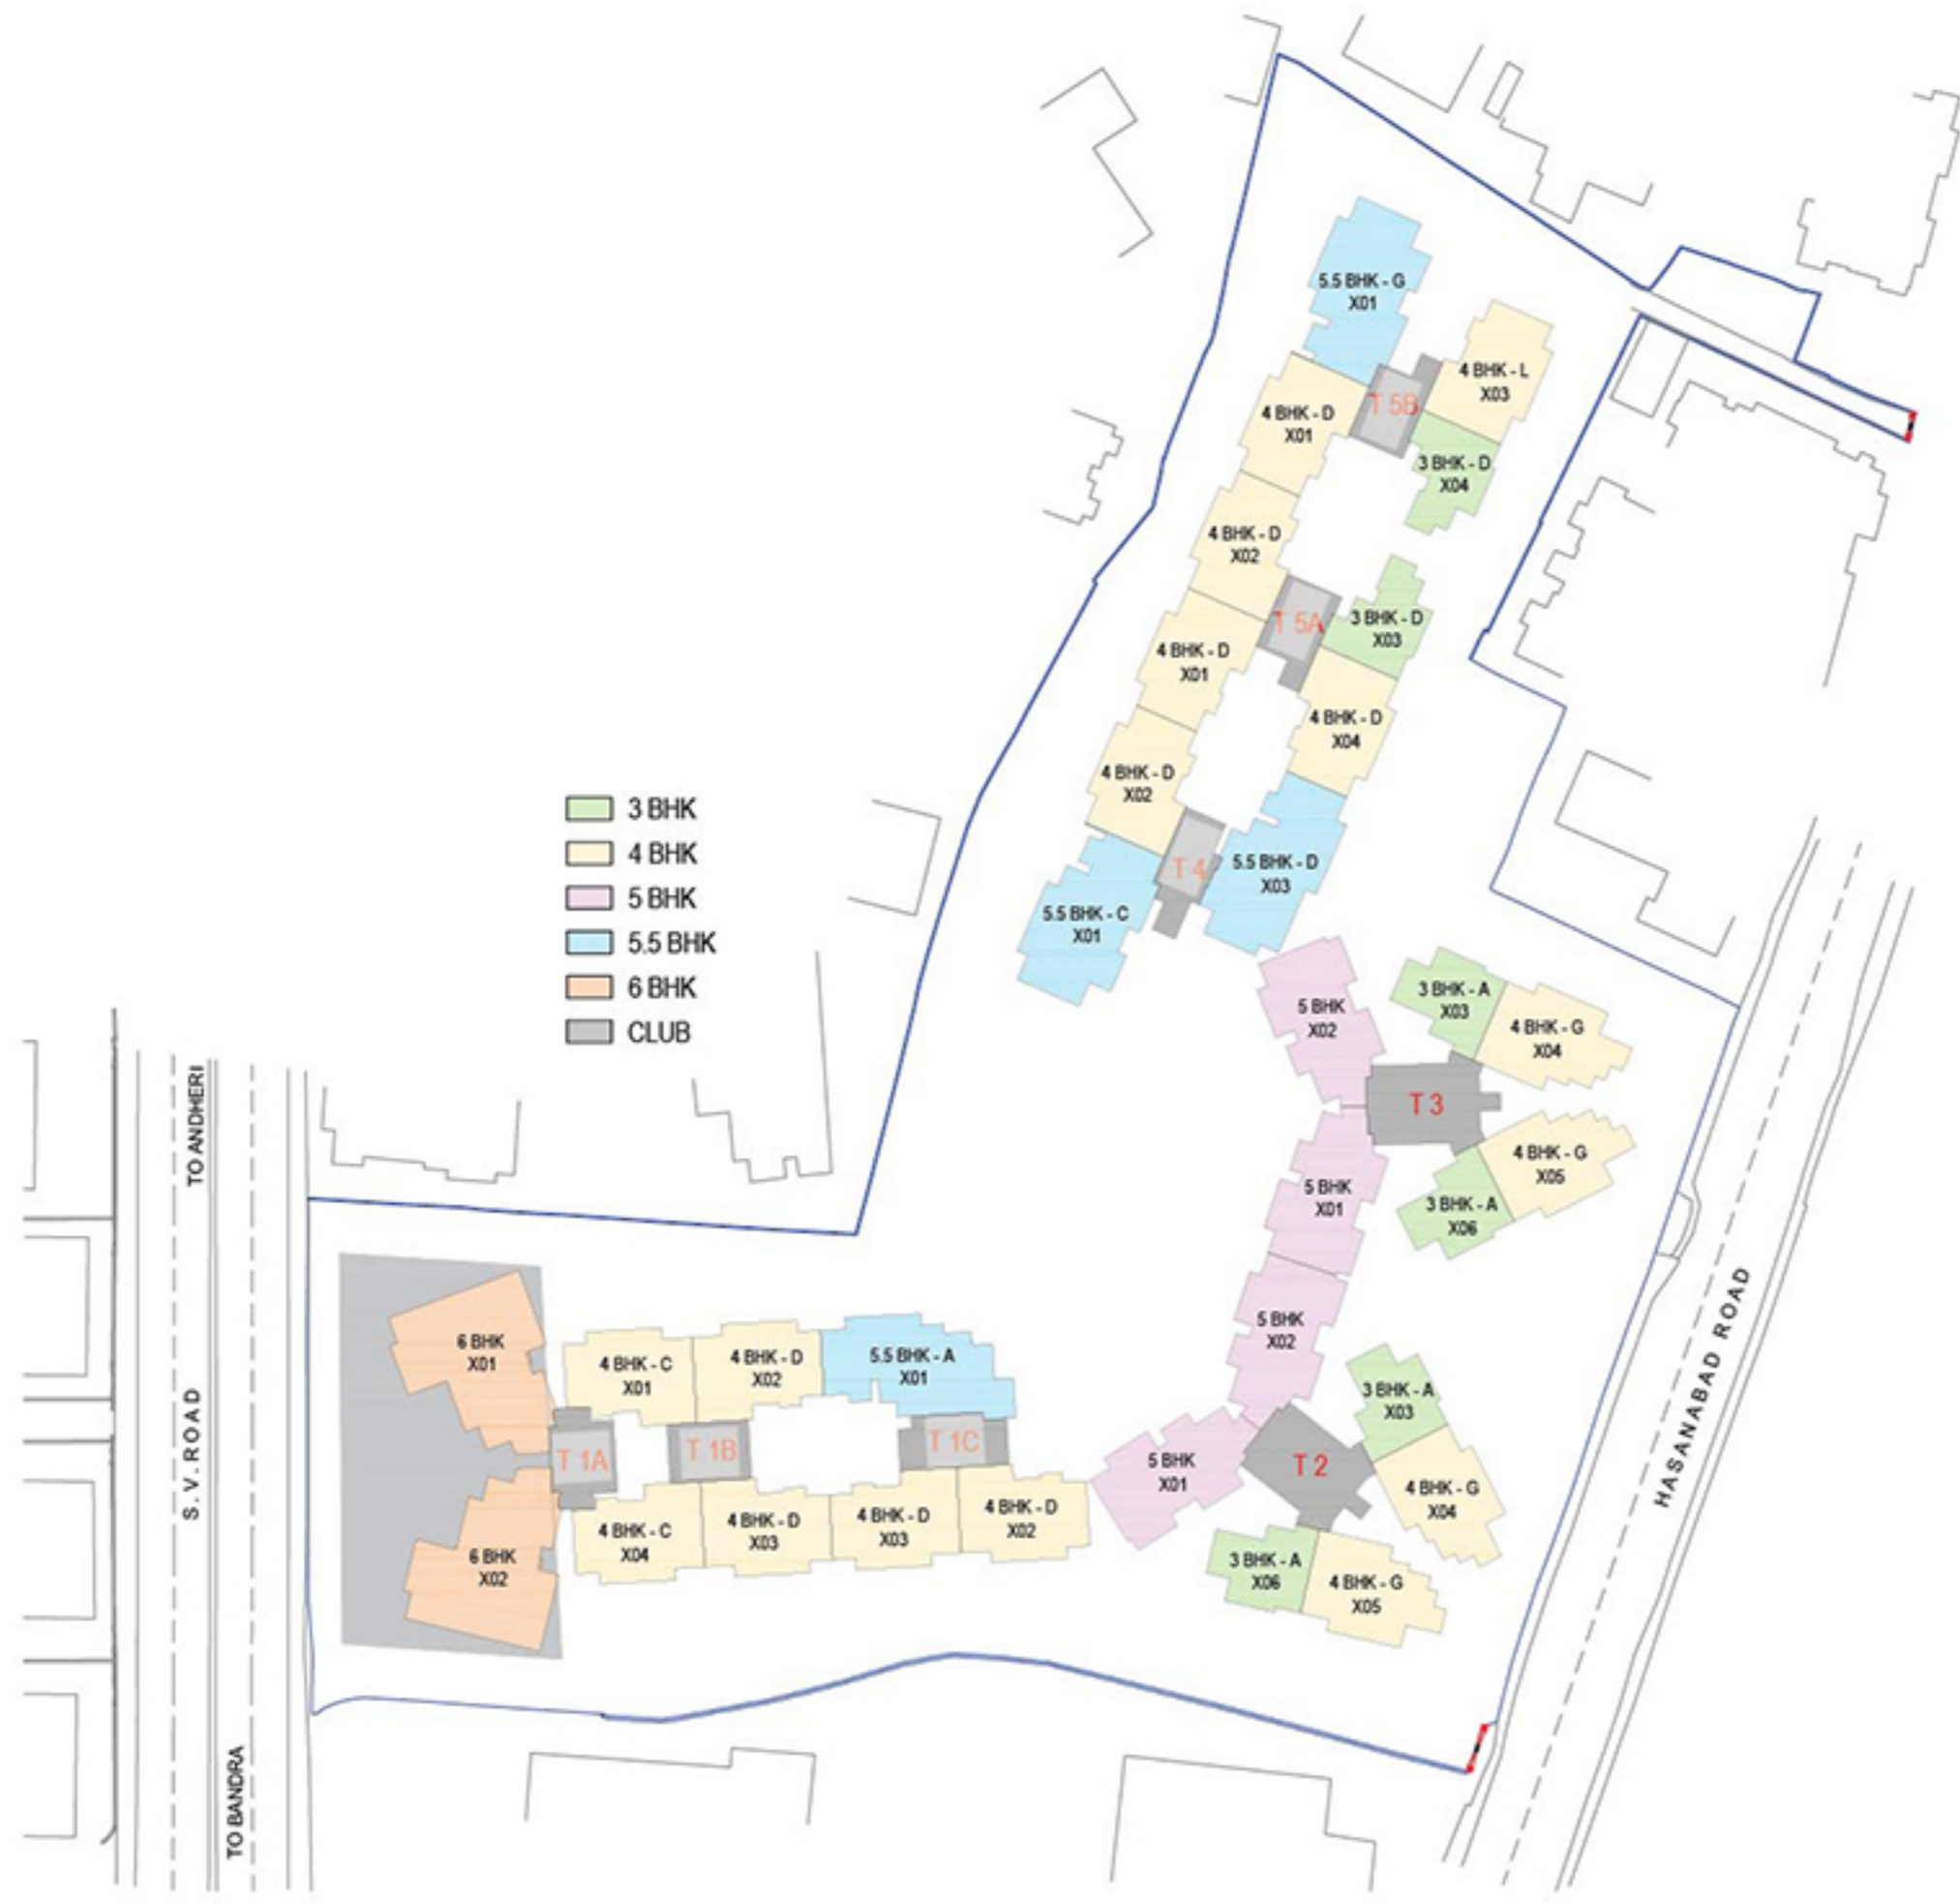 5.5 BHK - G
X01
4 BHK - L
X03
T 5B
4 BHK - D
X01
3 BHK - D
X04
4 BHK - D
X02
T 5A
3 BHK - D
X03
4 BHK - D
X01
4 BHK - D
X04
4 BHK - D
X02
T 4
5.5 BHK - D
X03
5.5 BHK - C
X01
3 BHK
4 BHK
5 BHK
5.5 BHK
6 BHK
CLUB
5 BHK
X02
3 BHK - A
X03
4 BHK - G
X04
T 3
4 BHK - G
X05
3 BHK - A
X06
5 BHK
X01
5 BHK
X02
3 BHK - A
X03
T 2
4 BHK - G
X04
5 BHK
X01
3 BHK - A
X06
4 BHK - G
X05
6 BHK
X01
4 BHK - C
X01
4 BHK - D
X02
5.5 BHK - A
X01
T 1A
T 1B
T 1C
6 BHK
X02
4 BHK - C
X04
4 BHK - D
X03
4 BHK - D
X03
4 BHK - D
X02
TO ANDHERI
S.V.ROAD
TO BANDRA
HASANABAD ROAD